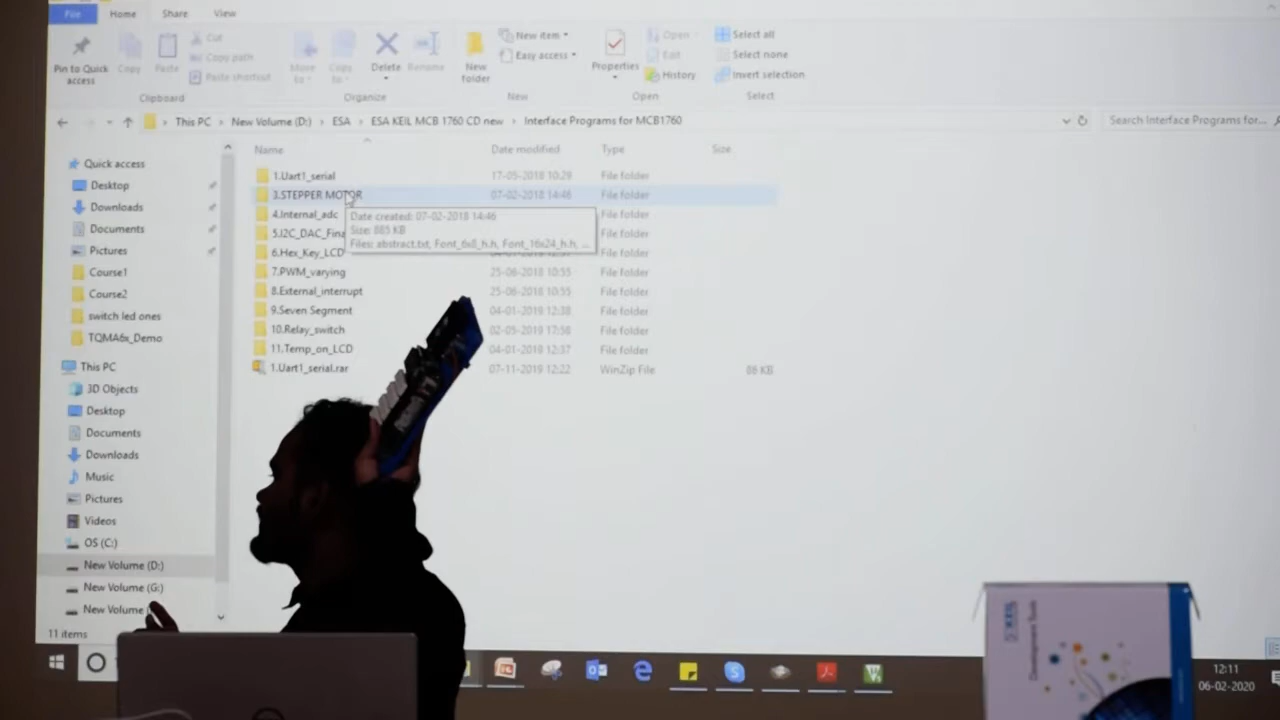 File Home Share View
Pin to Quick access
Copy
Paste
Cut
Copy path
Paste shortcut
Clipboard
Move to
Copy to
Delete
Rename
Organize
New folder
New item
Easy access
New
Properties
Open
Edit
History
Open
Select all
Select none
Invert selection
Select
This PC > New Volume (D:) > ESA > ESA KEIL MCB 1760 CD new > Interface Programs for MCB1760
Search Interface Programs for...
Name Date modified Type Size
1.Uart1_serial 17-05-2018 10:29 File folder
3.STEPPER MOTOR 07-02-2018 14:46 File folder
4.Internal_adc File folder
5.I2C_DAC_Fina File folder
6.Hex_Key_LCD File folder
7.PWM_varying 25-06-2018 10:55 File folder
8.External_interrupt 25-06-2018 10:55 File folder
9.Seven Segment 04-01-2019 12:38 File folder
10.Relay_switch 02-05-2019 17:58 File folder
11.Temp_on_LCD 04-01-2019 12:37 File folder
1.Uart1_serial.rar 07-11-2019 12:22 WinZip File 86 KB
Date created: 07-02-2018 14:46
Size: 885 KB
Files: abstract.txt, Font_6x8_h.h, Font_16x24_h.h, ...
Quick access
Desktop
Downloads
Documents
Pictures
Course1
Course2
switch led ones
TQMA6x_Demo
This PC
3D Objects
Desktop
Documents
Downloads
Music
Pictures
Videos
OS (C:)
New Volume (D:)
New Volume (G:)
New Volume
11 items
KEIL
Development Tools
12:11
06-02-2020